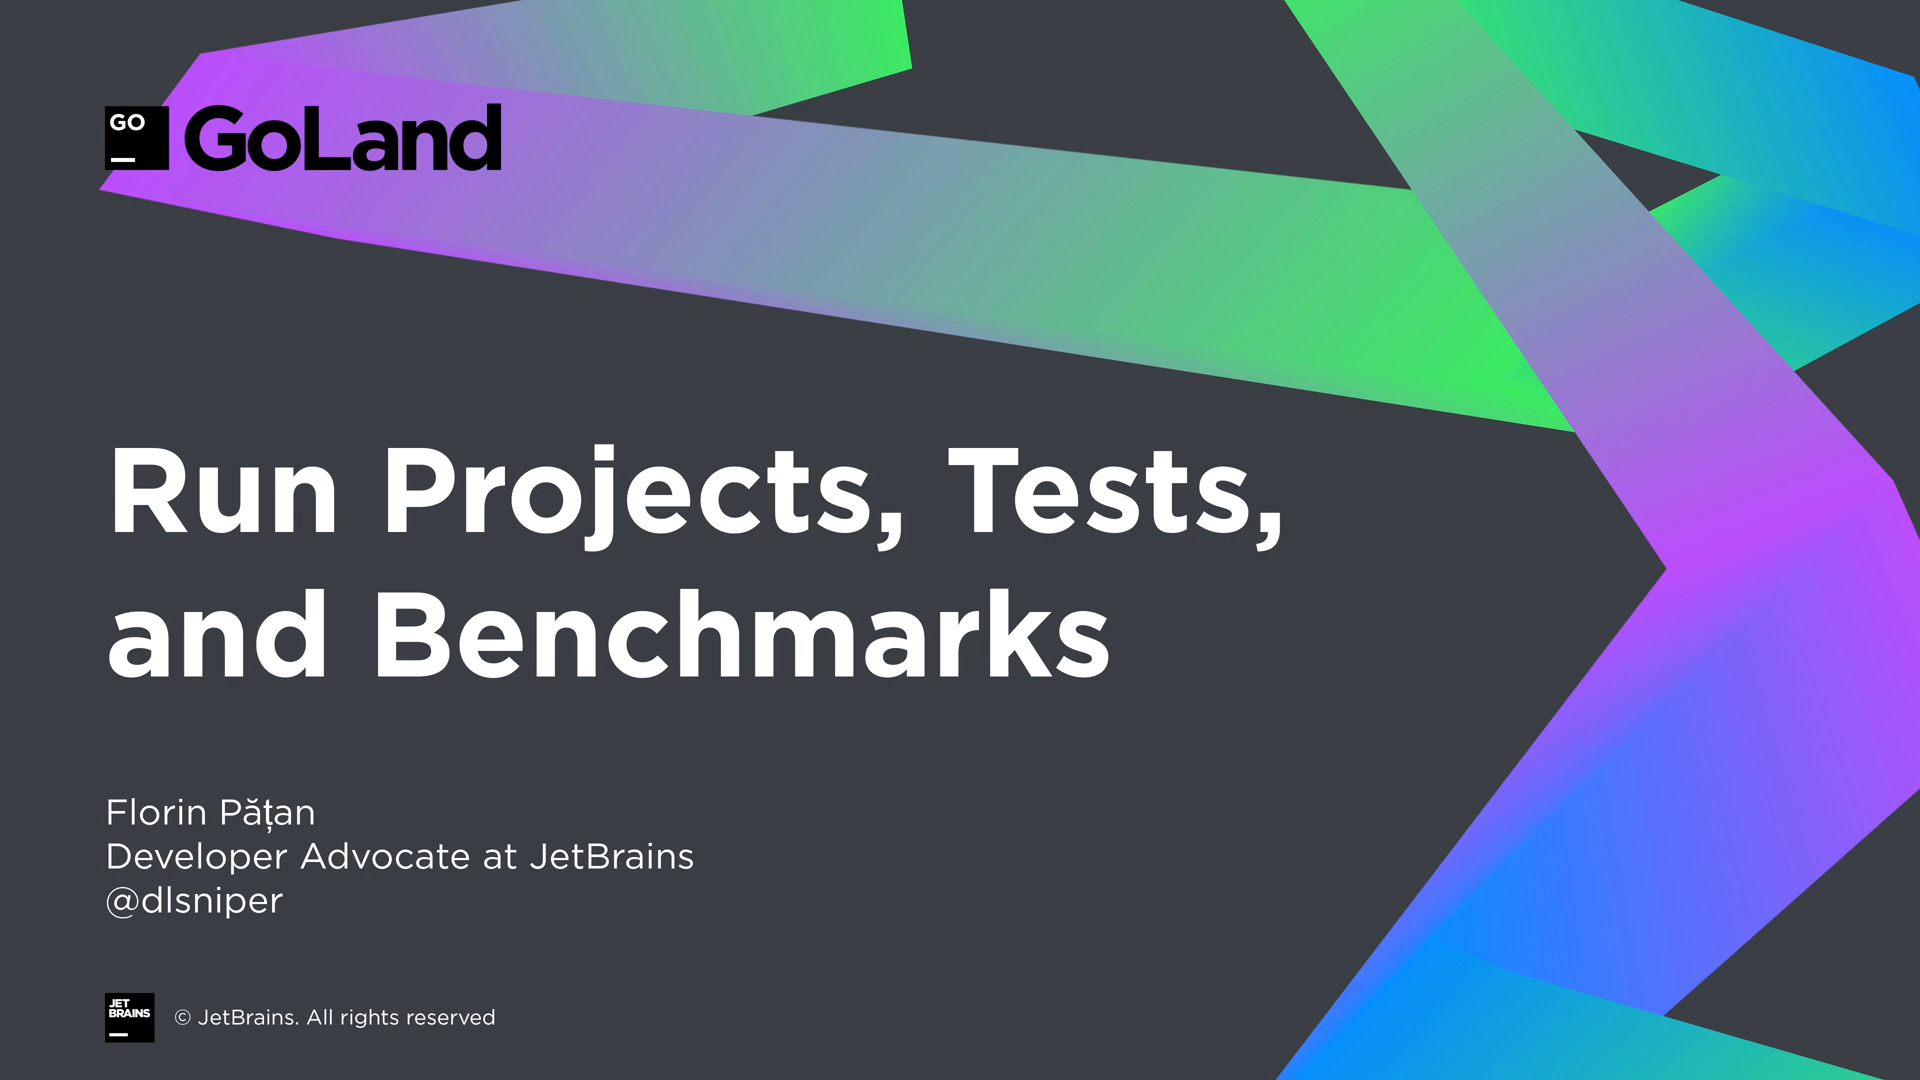 GO
GoLand
Run Projects, Tests,
and Benchmarks
Florin Pățan
Developer Advocate at JetBrains
@dlsniper
JET
BRAINS
© JetBrains. All rights reserved